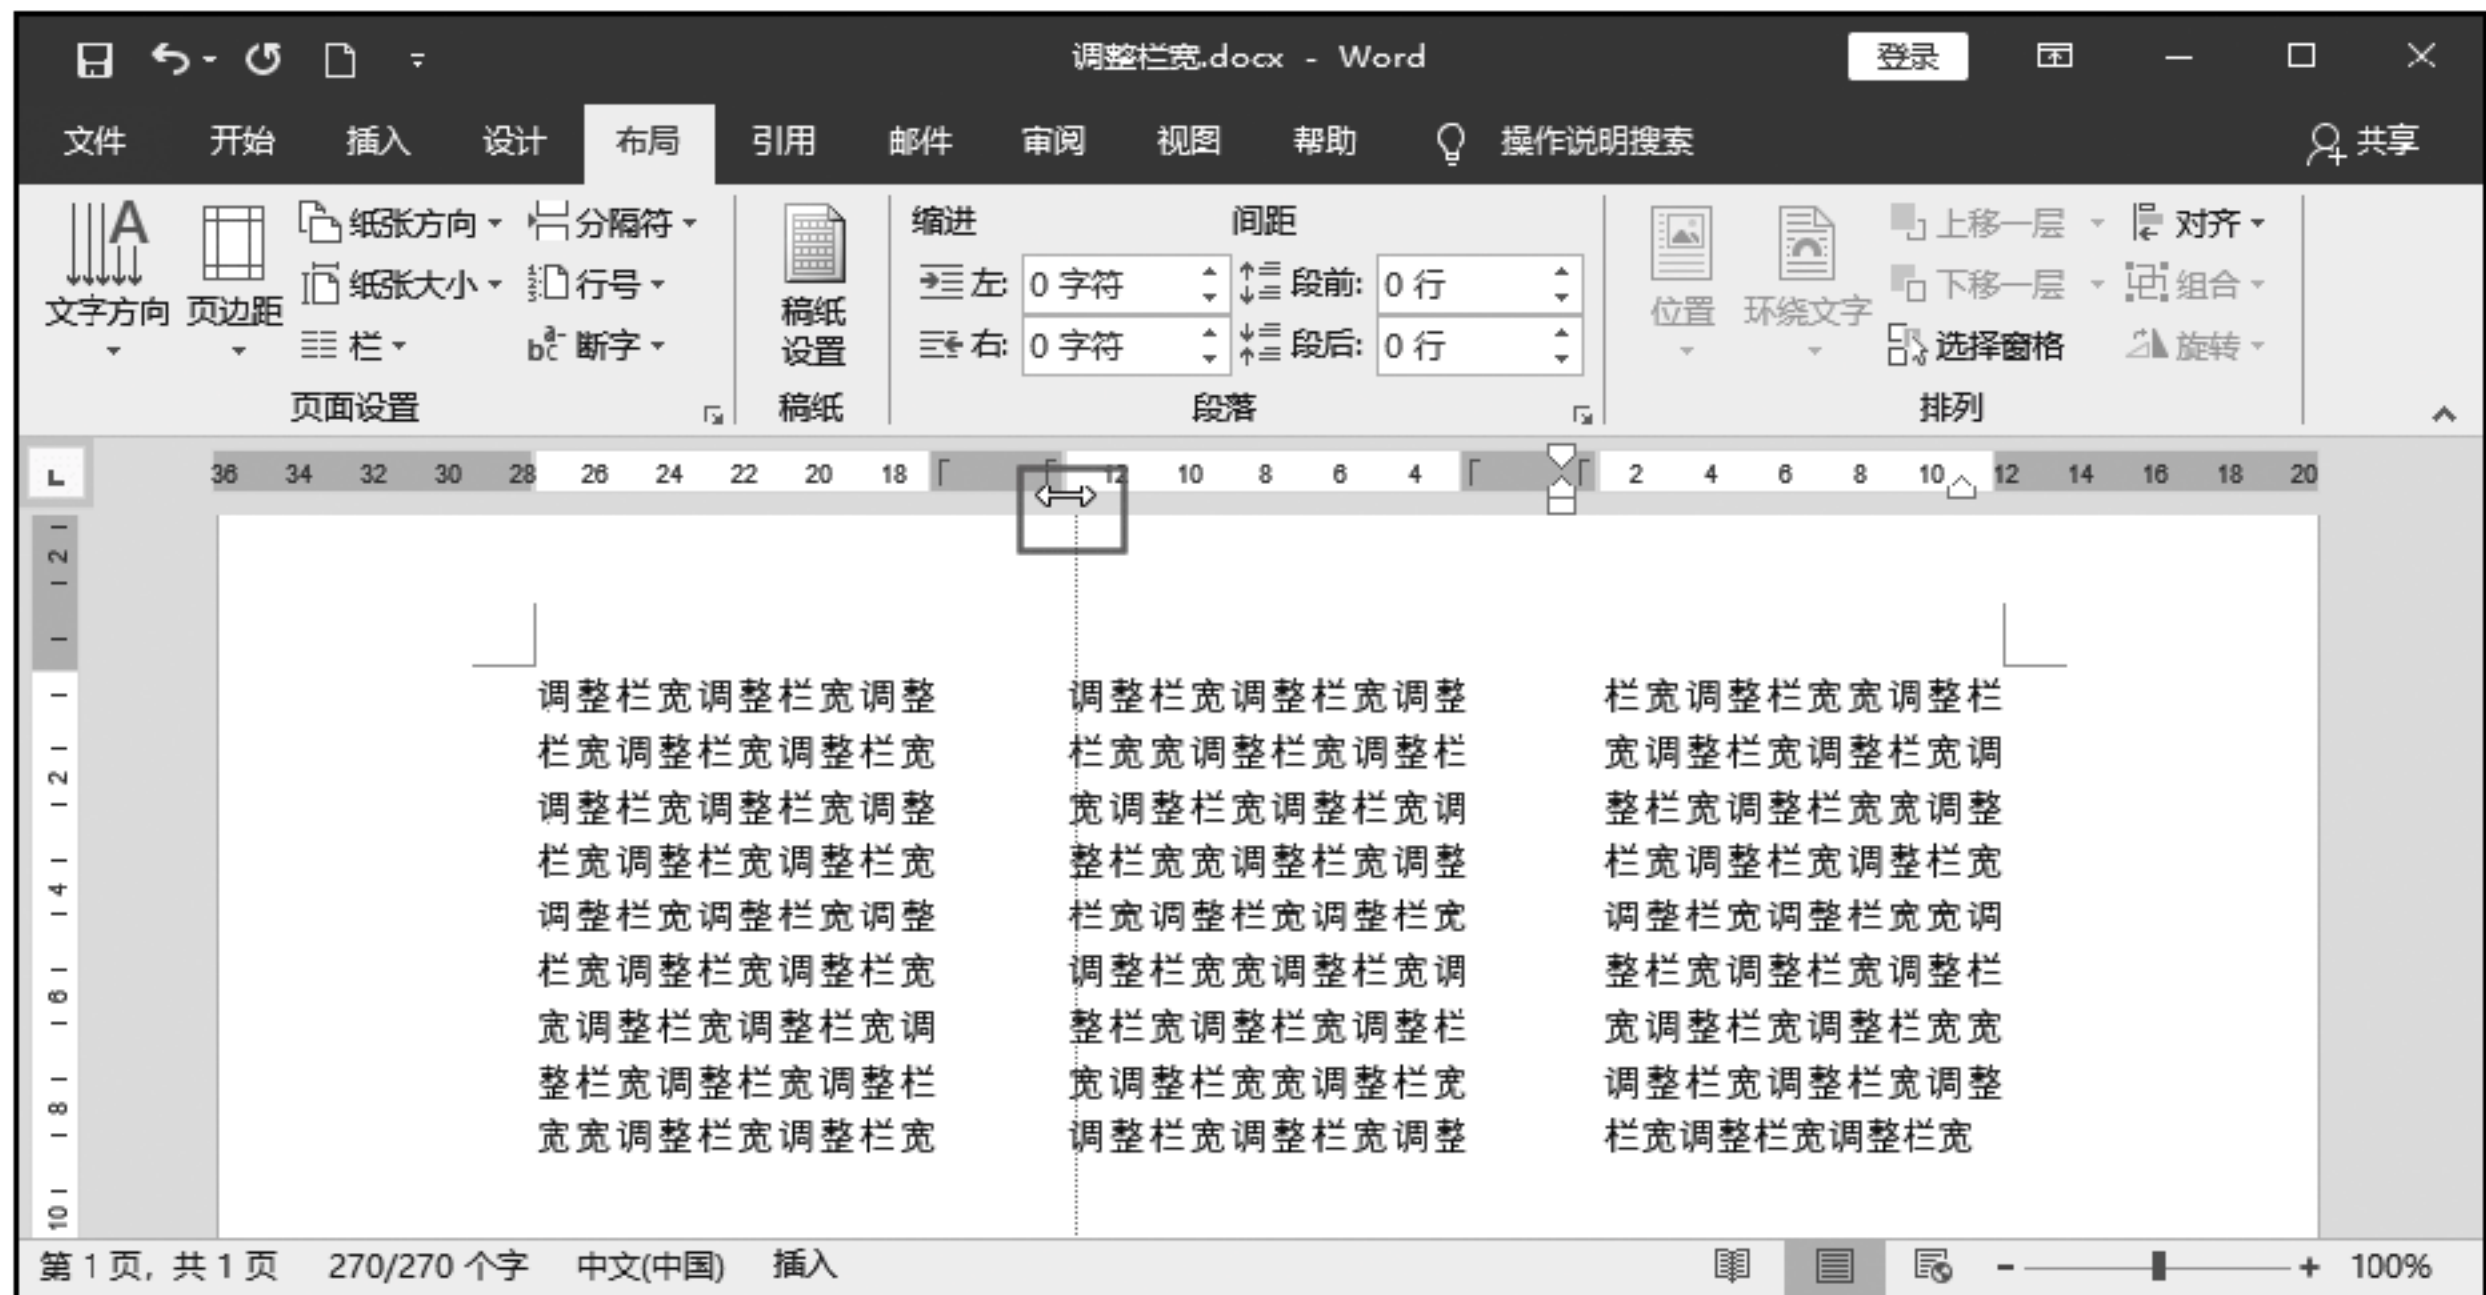 调整栏宽.docx - Word
登录
文件 开始 插入 设计 布局 引用 邮件 审阅 视图 帮助 操作说明搜索 共享
文字方向 页边距 纸张方向 分隔符
纸张大小 行号
栏 断字
页面设置
稿纸
设置
稿纸
缩进 间距
左: 0 字符 段前: 0 行
右: 0 字符 段后: 0 行
段落
位置 环绕文字 上移一层 对齐
下移一层 组合
选择窗格 旋转
排列
36 34 32 30 28 26 24 22 20 18 12 10 8 6 4 2 4 6 8 10 12 14 16 18 20
2
2
4
6
8
10
调整栏宽调整栏宽调整
栏宽调整栏宽调整栏宽
调整栏宽调整栏宽调整
栏宽调整栏宽调整栏宽
调整栏宽调整栏宽调整
栏宽调整栏宽调整栏宽
宽调整栏宽调整栏宽调
整栏宽调整栏宽调整栏
宽宽调整栏宽调整栏宽
调整栏宽调整栏宽调整
栏宽宽调整栏宽调整栏
宽调整栏宽调整栏宽调
整栏宽宽调整栏宽调整
栏宽调整栏宽调整栏宽
调整栏宽宽调整栏宽调
整栏宽调整栏宽调整栏
宽调整栏宽宽调整栏宽
调整栏宽调整栏宽调整
栏宽调整栏宽宽调整栏
宽调整栏宽调整栏宽调
整栏宽调整栏宽宽调整
栏宽调整栏宽调整栏宽
调整栏宽调整栏宽宽调
整栏宽调整栏宽调整栏
宽调整栏宽调整栏宽宽
调整栏宽调整栏宽调整
栏宽调整栏宽调整栏宽
第 1 页, 共 1 页 270/270 个字 中文(中国) 插入 100%